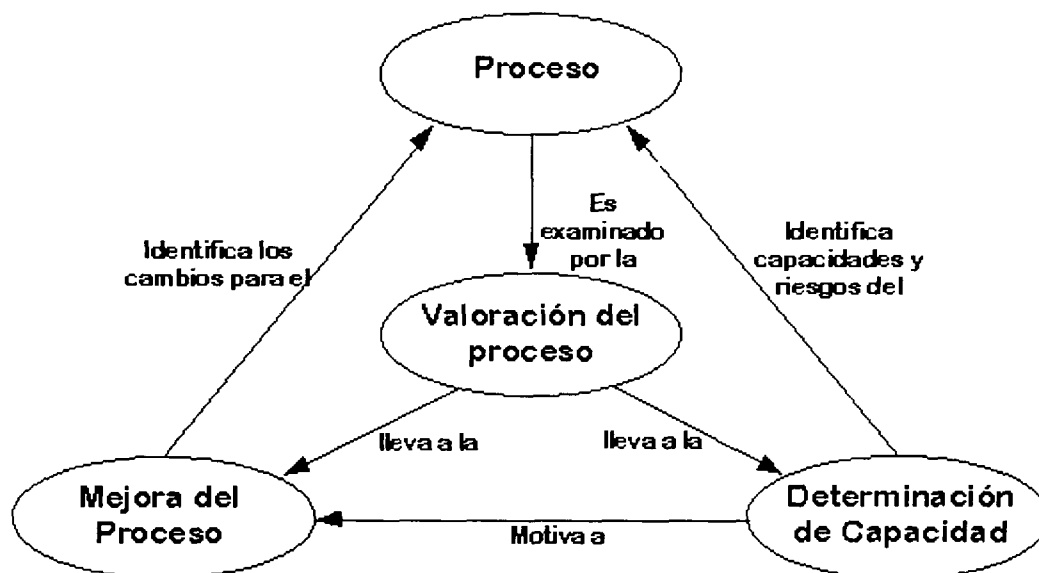 Proceso
Es
examinado
por la
Identifica los
cambios para el
Identifica
capacidades y
riesgos del
Valoración del
proceso
lleva a la
lleva a la
Mejora del
Proceso
Determinación
de Capacidad
Motiva a